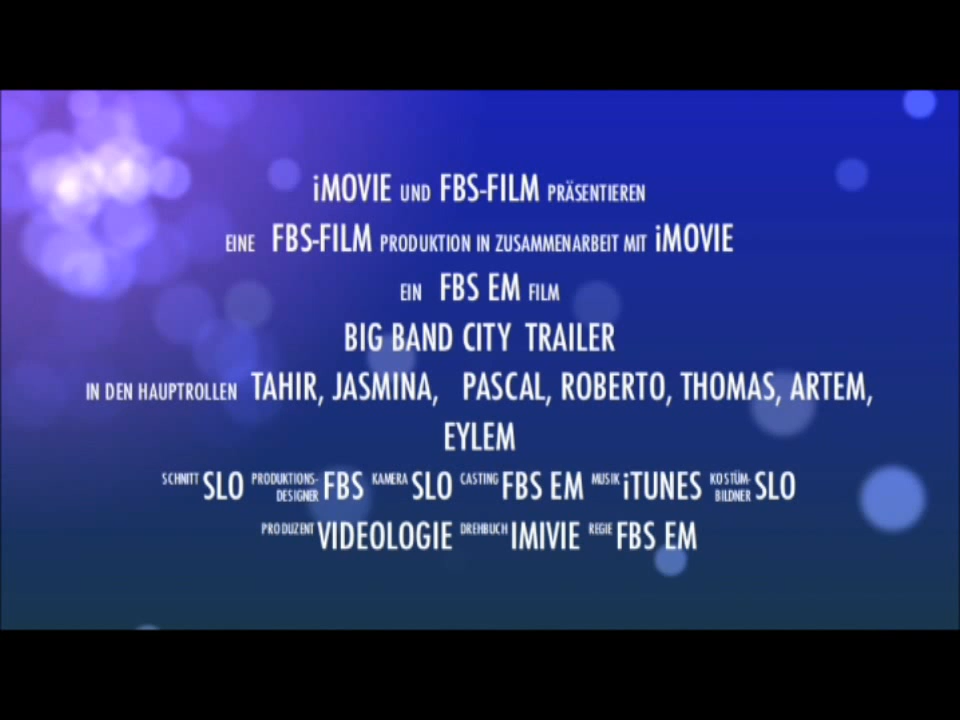 iMOVIE UND FBS-FILM PRÄSENTIEREN
EINE FBS-FILM PRODUKTION IN ZUSAMMENARBEIT MIT iMOVIE
EIN FBS EM FILM
BIG BAND CITY TRAILER
IN DEN HAUPTROLLEN TAHIR, JASMINA, PASCAL, ROBERTO, THOMAS, ARTEM,
EYLEM
SCHNITT SLO PRODUKTIONS-DESIGNER FBS KAMERA SLO CASTING FBS EM MUSIK iTUNES KOSTÜM-BILDNER SLO
PRODUZENT VIDEOLOGIE DREHBUCH IMIVIE REGIE FBS EM